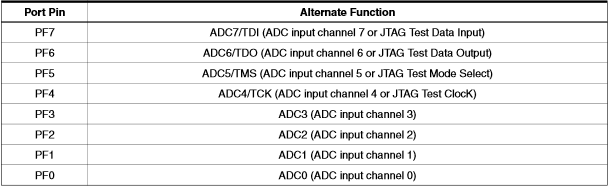 Port Pin Alternate Function
PF7 ADC7/TDI (ADC input channel 7 or JTAG Test Data Input)
PF6 ADC6/TDO (ADC input channel 6 or JTAG Test Data Output)
PF5 ADC5/TMS (ADC input channel 5 or JTAG Test Mode Select)
PF4 ADC4/TCK (ADC input channel 4 or JTAG Test ClocK)
PF3 ADC3 (ADC input channel 3)
PF2 ADC2 (ADC input channel 2)
PF1 ADC1 (ADC input channel 1)
PF0 ADC0 (ADC input channel 0)